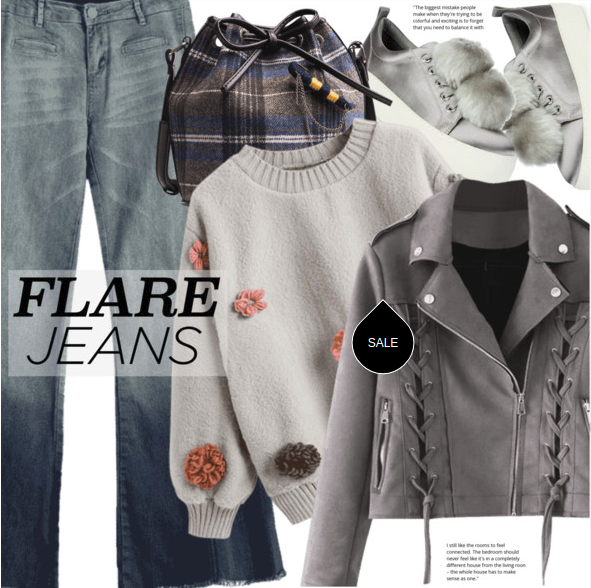 "The biggest mistake people
make when they're trying to be
colorful and exciting is to forget
that you need to balance it with
FLARE
JEANS
SALE
I still like the rooms to feel
connected. The bedroom should
never feel like it's in a completely
different house from the living room
– the whole house has to make
sense as one."